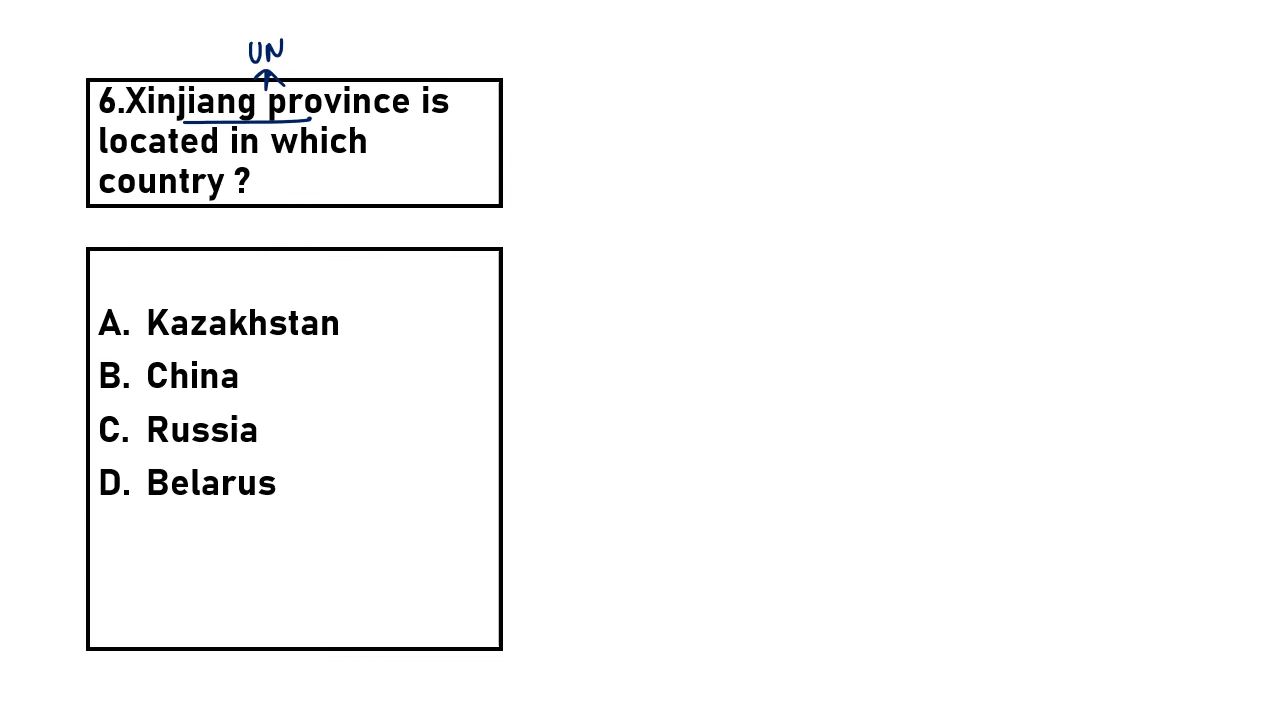 UN
6.Xinjiang province is
located in which
country ?
A. Kazakhstan
B. China
C. Russia
D. Belarus